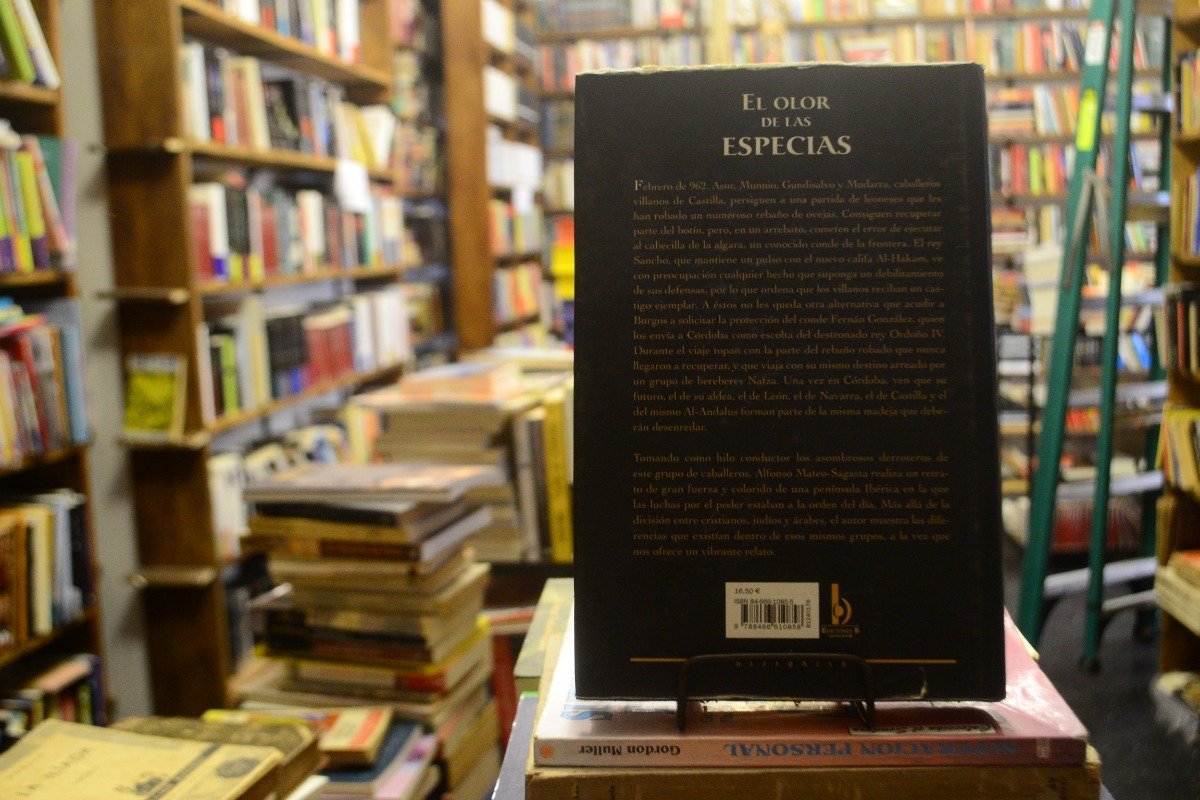 EL OLOR
DE LAS
ESPECIAS
Febrero de 962. Asur, Munnio, Gundisalvo y Mudarra, caballeros
villanos de Castilla, persiguen a una partida de leoneses que les
han robado un numeroso rebaño de ovejas. Consiguen recuperar
parte del botín, pero, en un arrebato, cometen el error de ejecutar
al cabecilla de la algara, un conocido conde de la frontera. El rey
Sancho, que mantiene un pulso con el nuevo califa Al-Hakam, ve
con preocupación cualquier hecho que suponga un debilitamiento
de sus defensas, por lo que ordena que los villanos reciban un cas-
tigo ejemplar. A éstos no les queda otra alternativa que acudir a
Burgos a solicitar la protección del conde Fernán González, quien
los envía a Córdoba como escolta del destronado rey Ordoño IV.
Durante el viaje topan con la parte del rebaño robado que nunca
llegaron a recuperar, y que viaja con su mismo destino arreado por
un grupo de bereberes Nafza. Una vez en Córdoba, ven que su
futuro, el de su aldea, el de León, el de Navarra, el de Castilla y el
del mismo Al-Andalus forman parte de la misma madeja que debe-
rán desenredar.
Tomando como hilo conductor los asombrosos derroteros de
este grupo de caballeros, Alfonso Mateo-Sagasta realiza un retra-
to de gran fuerza y colorido de una península Ibérica en la que
las luchas por el poder estaban a la orden del día. Más allá de la
división entre cristianos, judíos y árabes, el autor muestra las dife-
rencias que existían dentro de esos mismos grupos, a la vez que
nos ofrece un vibrante relato.
16,50 €
ISBN 84-666-1085-8
9 788466 610858
EDICIONES B
HISTORIAS
SUPERACION PERSONAL
Gordon Muller